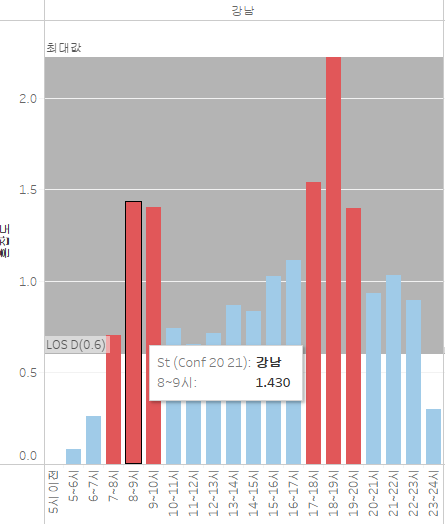 강남
최대값
2.0
1.5
1.0
LOS D(0.6)
0.5
0.0
St (Conf 20 21): 강남
8~9시: 1.430
5시 이전
5~6시
6~7시
7~8시
8~9시
9~10시
10~11시
11~12시
12~13시
13~14시
14~15시
15~16시
16~17시
17~18시
18~19시
19~20시
20~21시
21~22시
22~23시
23~24시